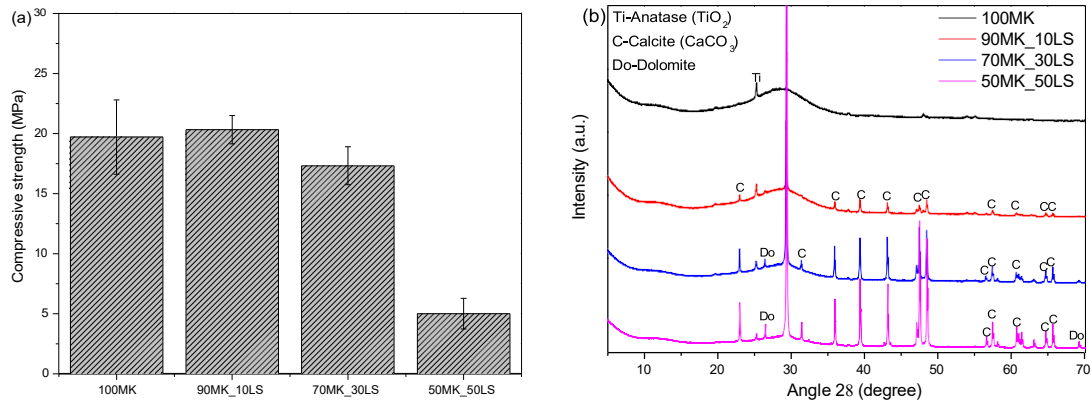 (a)
30
25
20
15
10
5
0
Compressive strength (MPa)
100MK
90MK_10LS
70MK_30LS
50MK_50LS
(b)
Ti-Anatase (TiO2)
C-Calcite (CaCO3)
Do-Dolomite
100MK
90MK_10LS
70MK_30LS
50MK_50LS
Intensity (a.u.)
Ti
C C C C C C C C CC
Do C C C C C C
Do C C C C C Do
10 20 30 40 50 60 70
Angle 2θ (degree)